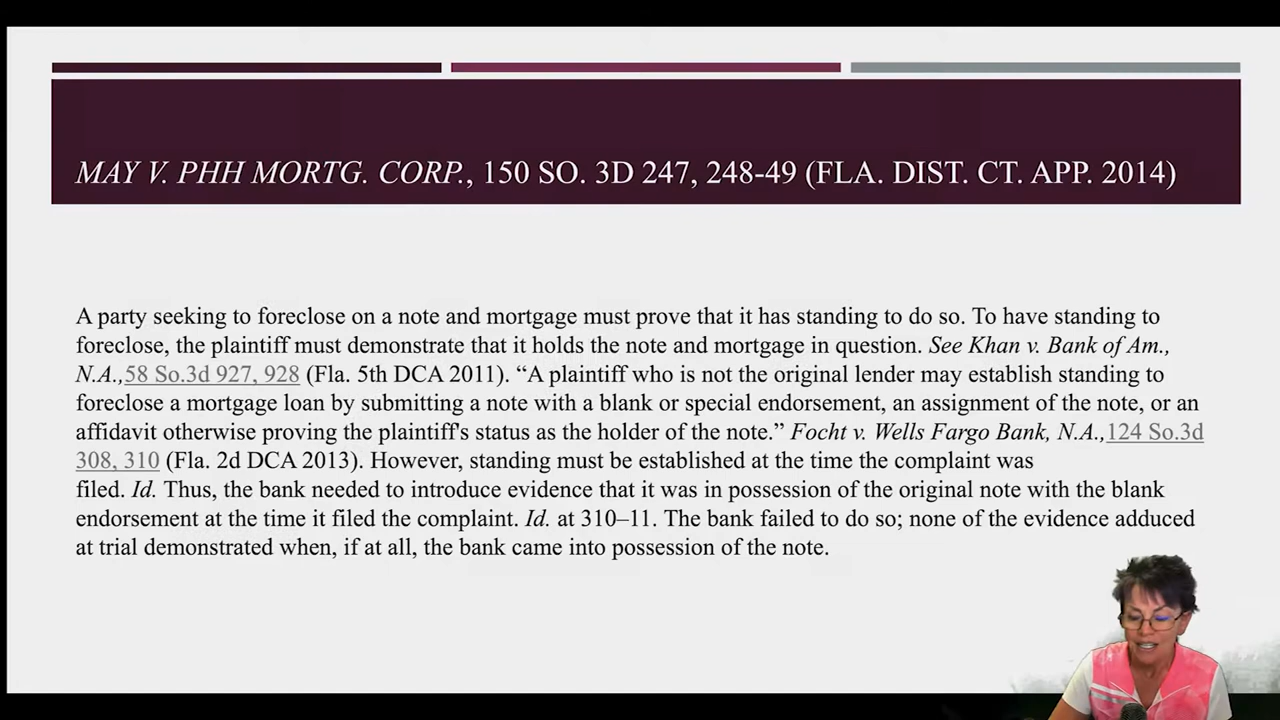 MAY V. PHH MORTG. CORP., 150 SO. 3D 247, 248-49 (FLA. DIST. CT. APP. 2014)
A party seeking to foreclose on a note and mortgage must prove that it has standing to do so. To have standing to
foreclose, the plaintiff must demonstrate that it holds the note and mortgage in question. See Khan v. Bank of Am.,
N.A.,58 So.3d 927, 928 (Fla. 5th DCA 2011). “A plaintiff who is not the original lender may establish standing to
foreclose a mortgage loan by submitting a note with a blank or special endorsement, an assignment of the note, or an
affidavit otherwise proving the plaintiff's status as the holder of the note.” Focht v. Wells Fargo Bank, N.A.,124 So.3d
308, 310 (Fla. 2d DCA 2013). However, standing must be established at the time the complaint was
filed. Id. Thus, the bank needed to introduce evidence that it was in possession of the original note with the blank
endorsement at the time it filed the complaint. Id. at 310–11. The bank failed to do so; none of the evidence adduced
at trial demonstrated when, if at all, the bank came into possession of the note.